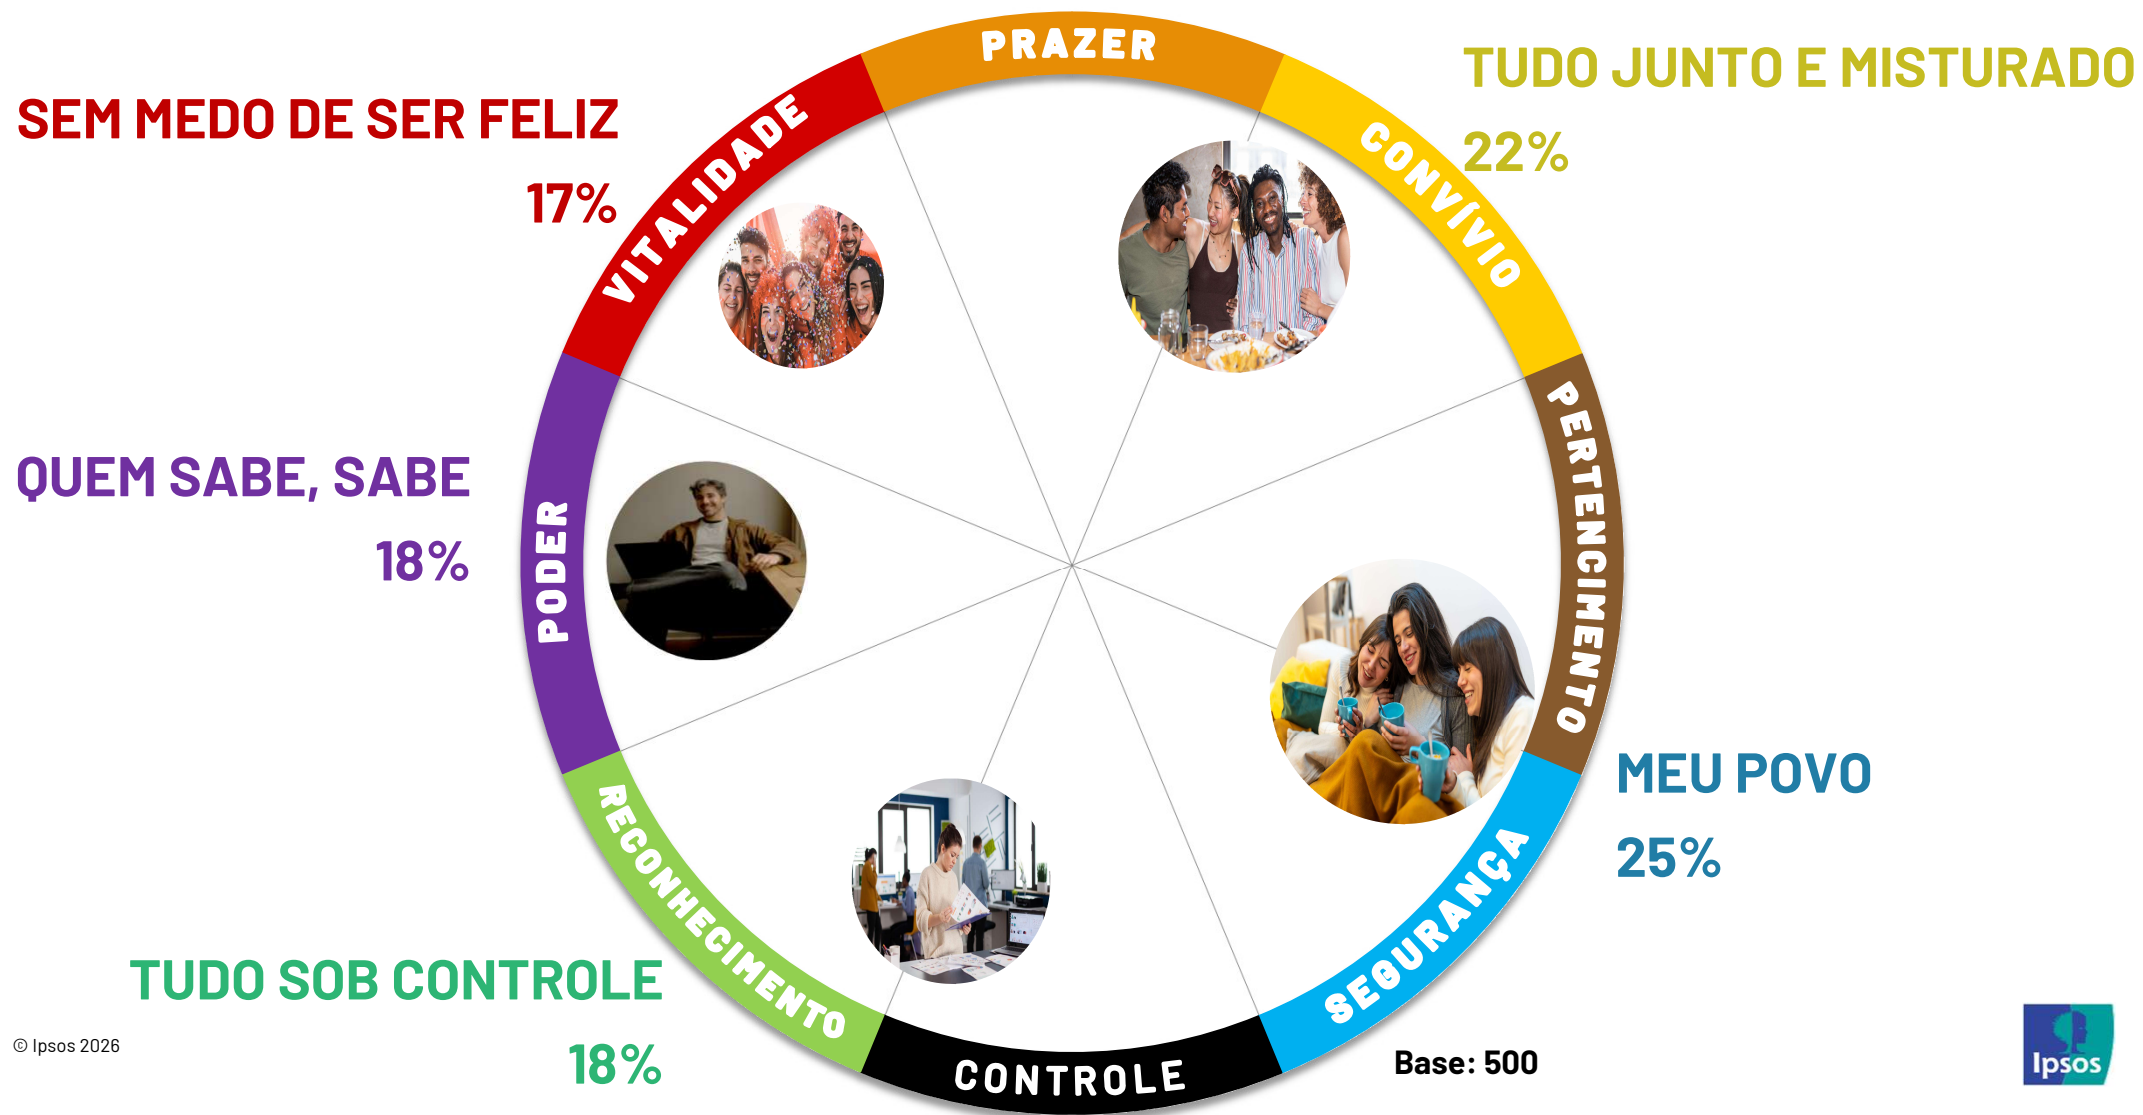 PRAZER
TUDO JUNTO E MISTURADO
22%
SEM MEDO DE SER FELIZ
17%
VITALIDADE
CONVÍVIO
QUEM SABE, SABE
18%
PODER
PERTENCIMENTO
MEU POVO
25%
SEGURANÇA
RECONHECIMENTO
TUDO SOB CONTROLE
18%
CONTROLE
Base: 500
© Ipsos 2026
Ipsos